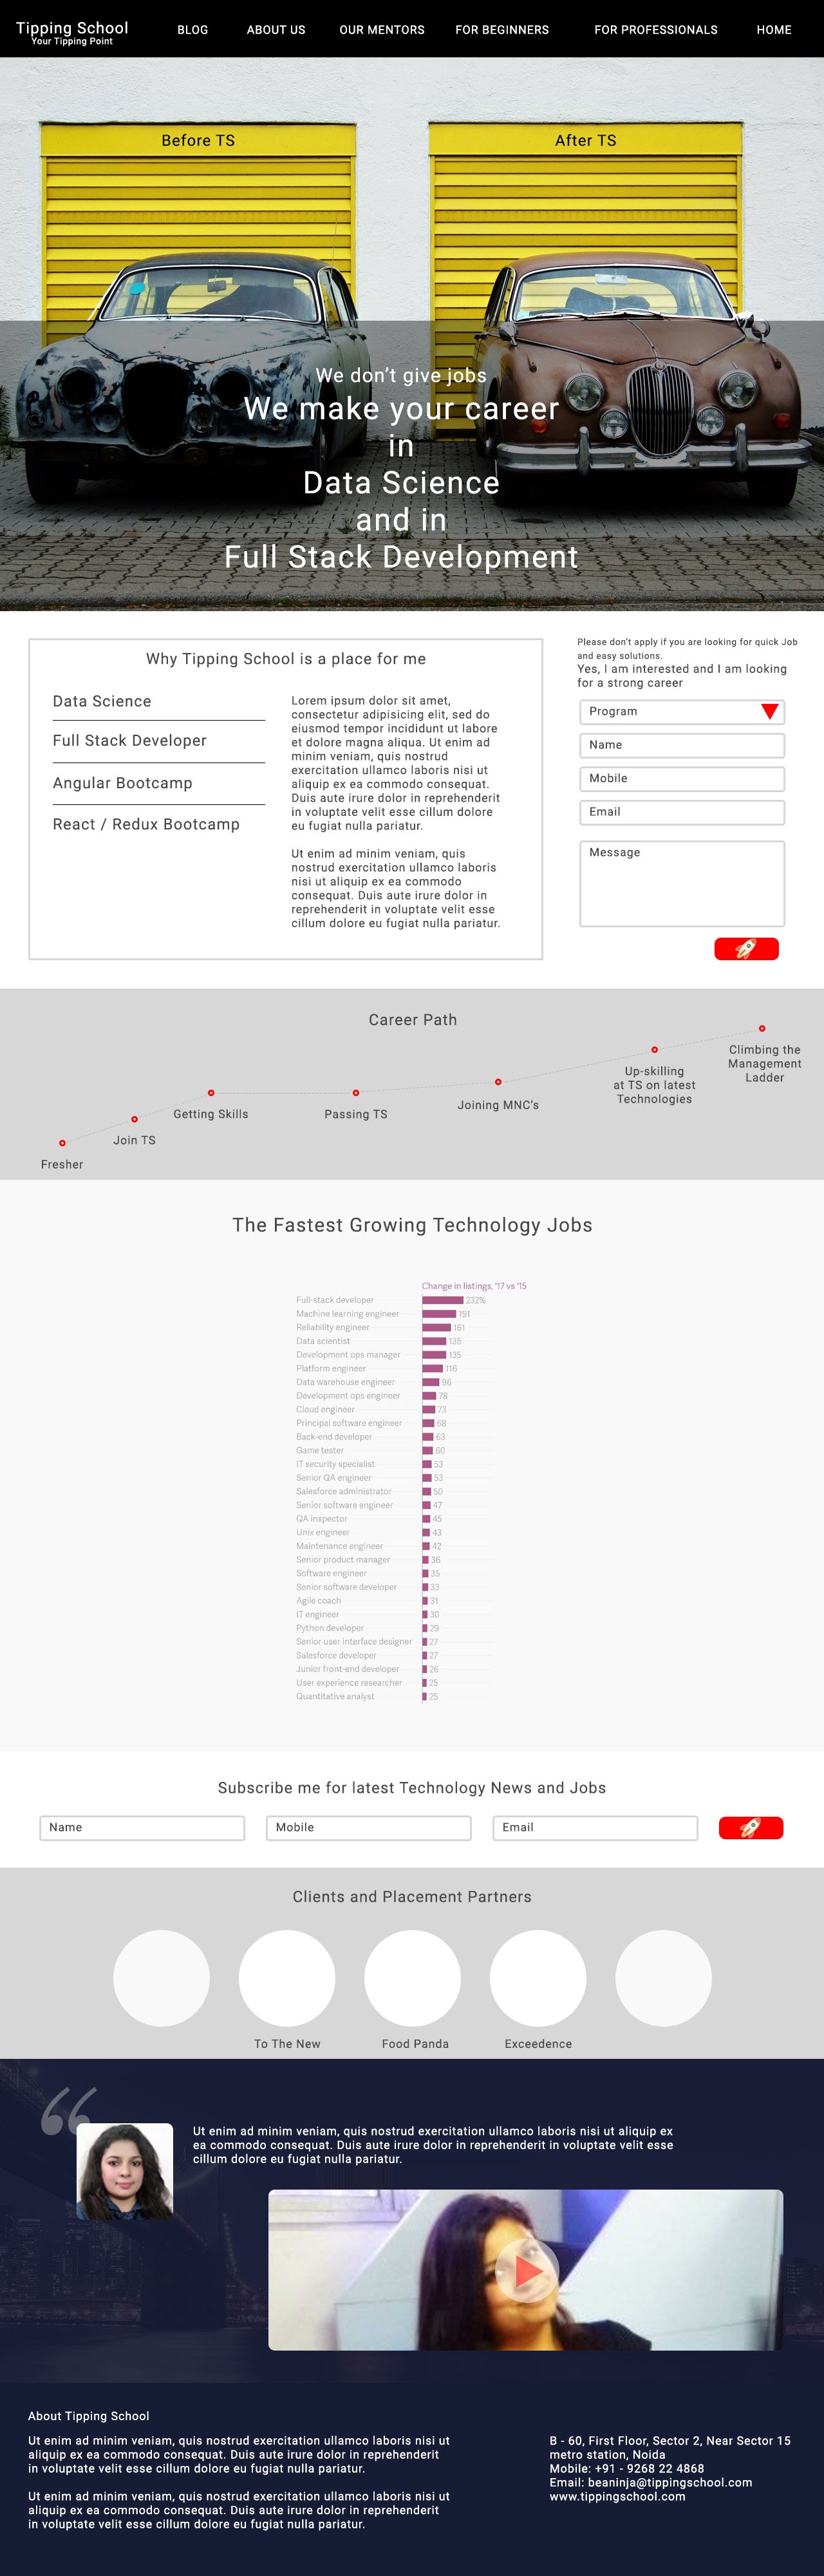 Tipping School
Your Tipping Point
BLOG
ABOUT US
OUR MENTORS
FOR BEGINNERS
FOR PROFESSIONALS
HOME
Before TS
After TS
We don't give jobs
We make your career
in
Data Science
and in
Full Stack Development
Why Tipping School is a place for me
Data Science
Full Stack Developer
Angular Bootcamp
React / Redux Bootcamp
Lorem ipsum dolor sit amet,
consectetur adipisicing elit, sed do
eiusmod tempor incididunt ut labore
et dolore magna aliqua. Ut enim ad
minim veniam, quis nostrud
exercitation ullamco laboris nisi ut
aliquip ex ea commodo consequat.
Duis aute irure dolor in reprehenderit
in voluptate velit esse cillum dolore
eu fugiat nulla pariatur.
Ut enim ad minim veniam, quis
nostrud exercitation ullamco laboris
nisi ut aliquip ex ea commodo
consequat. Duis aute irure dolor in
reprehenderit in voluptate velit esse
cillum dolore eu fugiat nulla pariatur.
Please don't apply if you are looking for quick Job
and easy solutions.
Yes, I am interested and I am looking
for a strong career
Program
Name
Mobile
Email
Message
Career Path
Fresher
Join TS
Getting Skills
Passing TS
Joining MNC's
Up-skilling
at TS on latest
Technologies
Climbing the
Management
Ladder
The Fastest Growing Technology Jobs
Change in listings, '17 vs '15
Full-stack developer 232%
Machine learning engineer 191
Reliability engineer 161
Data scientist 135
Development ops manager 135
Platform engineer 116
Data warehouse engineer 96
Development ops engineer 78
Cloud engineer 73
Principal software engineer 68
Back-end developer 63
Game tester 60
IT security specialist 53
Senior QA engineer 53
Salesforce administrator 50
Senior software engineer 47
QA inspector 45
Unix engineer 43
Maintenance engineer 42
Senior product manager 36
Software engineer 35
Senior software developer 33
Agile coach 31
IT engineer 30
Python developer 29
Senior user interface designer 27
Salesforce developer 27
Junior front-end developer 26
User experience researcher 25
Quantitative analyst 25
Subscribe me for latest Technology News and Jobs
Name
Mobile
Email
Clients and Placement Partners
To The New
Food Panda
Exceedence
Ut enim ad minim veniam, quis nostrud exercitation ullamco laboris nisi ut aliquip ex
ea commodo consequat. Duis aute irure dolor in reprehenderit in voluptate velit esse
cillum dolore eu fugiat nulla pariatur.
About Tipping School
Ut enim ad minim veniam, quis nostrud exercitation ullamco laboris nisi ut
aliquip ex ea commodo consequat. Duis aute irure dolor in reprehenderit
in voluptate velit esse cillum dolore eu fugiat nulla pariatur.
Ut enim ad minim veniam, quis nostrud exercitation ullamco laboris nisi ut
aliquip ex ea commodo consequat. Duis aute irure dolor in reprehenderit
in voluptate velit esse cillum dolore eu fugiat nulla pariatur.
B - 60, First Floor, Sector 2, Near Sector 15
metro station, Noida
Mobile: +91 - 9268 22 4868
Email: beaninja@tippingschool.com
www.tippingschool.com